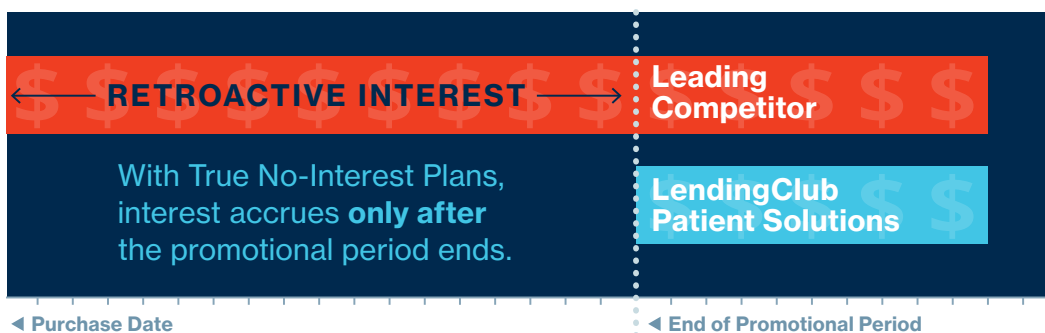 RETROACTIVE INTEREST
Leading
Competitor
With True No-Interest Plans,
interest accrues only after
the promotional period ends.
LendingClub
Patient Solutions
Purchase Date
End of Promotional Period